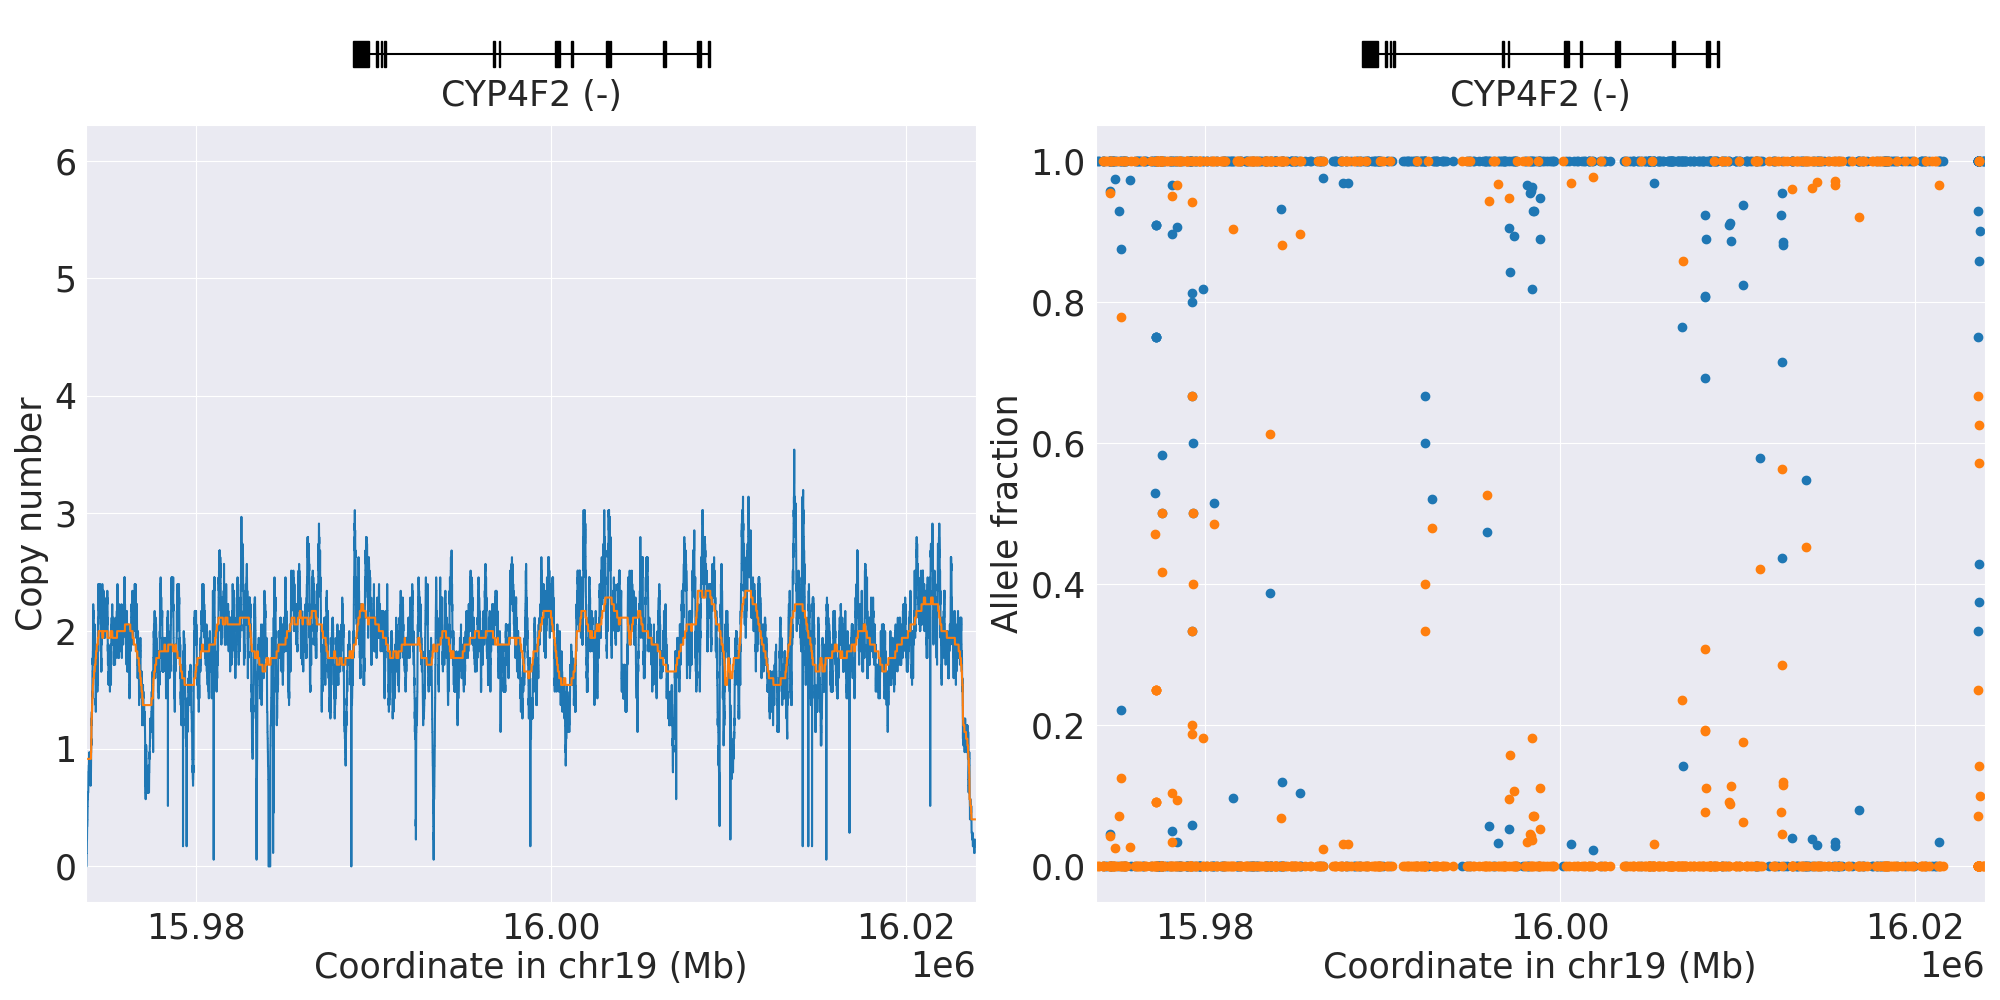 CYP4F2 (-)
CYP4F2 (-)
Copy number
6
5
4
3
2
1
0
15.98
16.00
16.02
Coordinate in chr19 (Mb)
1e6
Allele fraction
1.0
0.8
0.6
0.4
0.2
0.0
15.98
16.00
16.02
Coordinate in chr19 (Mb)
1e6